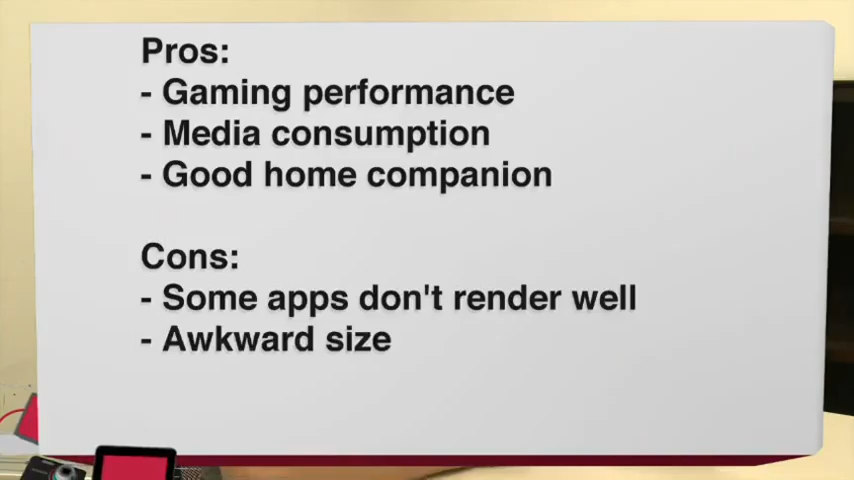 Pros:
- Gaming performance
- Media consumption
- Good home companion
Cons:
- Some apps don't render well
- Awkward size